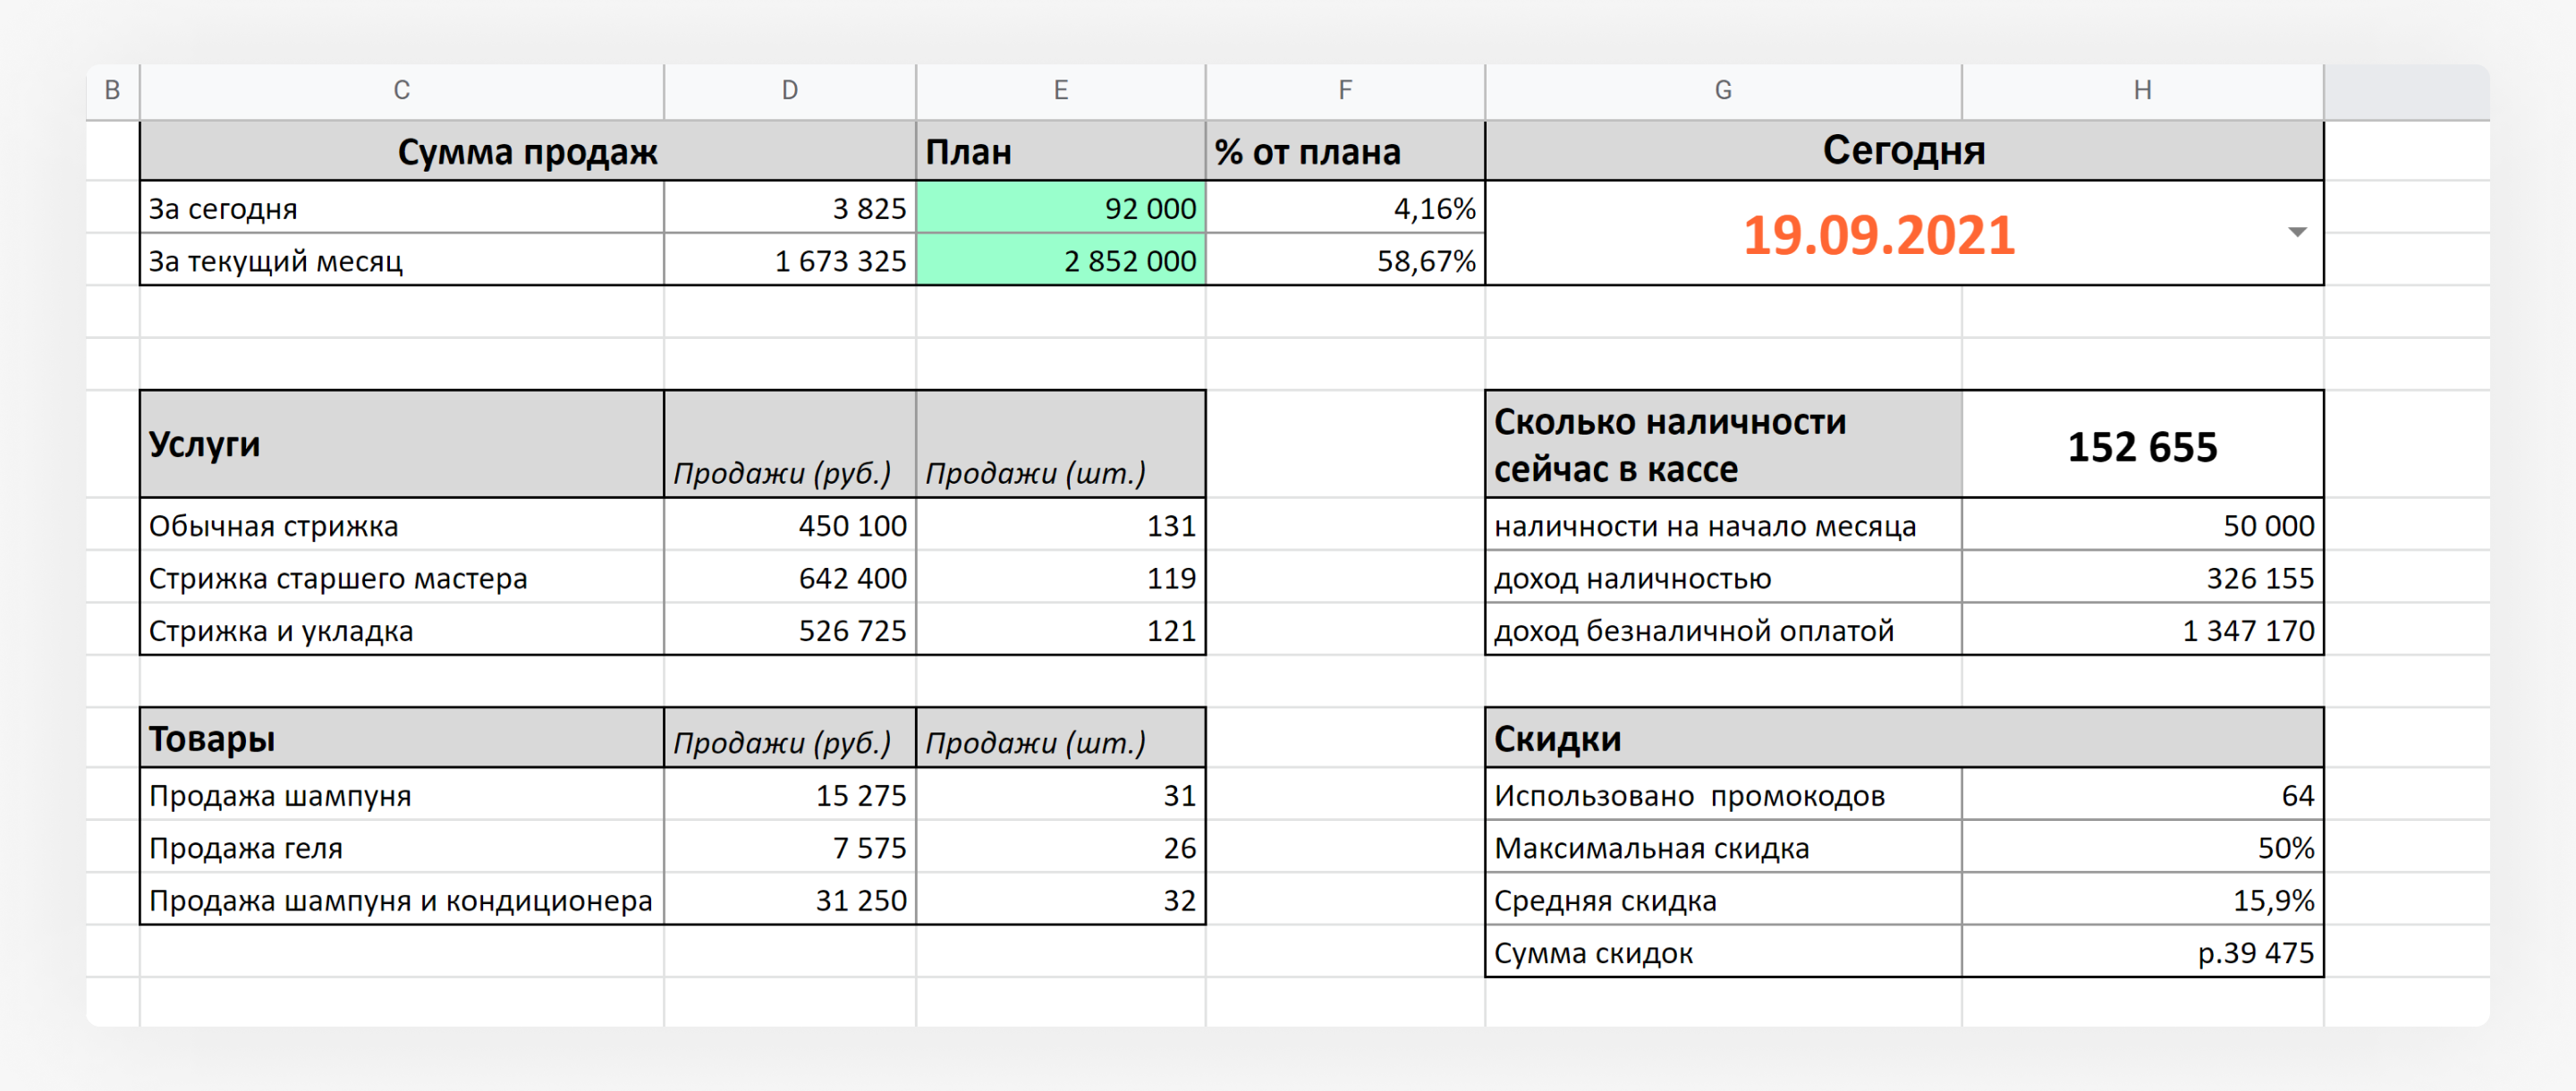 B C D E F G H
Сумма продаж План % от плана Сегодня
За сегодня 3 825 92 000 4,16% 19.09.2021
За текущий месяц 1 673 325 2 852 000 58,67%
Услуги Продажи (руб.) Продажи (шт.)
Обычная стрижка 450 100 131
Стрижка старшего мастера 642 400 119
Стрижка и укладка 526 725 121
Сколько наличности
сейчас в кассе 152 655
наличности на начало месяца 50 000
доход наличностью 326 155
доход безналичной оплатой 1 347 170
Товары Продажи (руб.) Продажи (шт.)
Продажа шампуня 15 275 31
Продажа геля 7 575 26
Продажа шампуня и кондиционера 31 250 32
Скидки
Использовано  промокодов 64
Максимальная скидка 50%
Средняя скидка 15,9%
Сумма скидок р.39 475